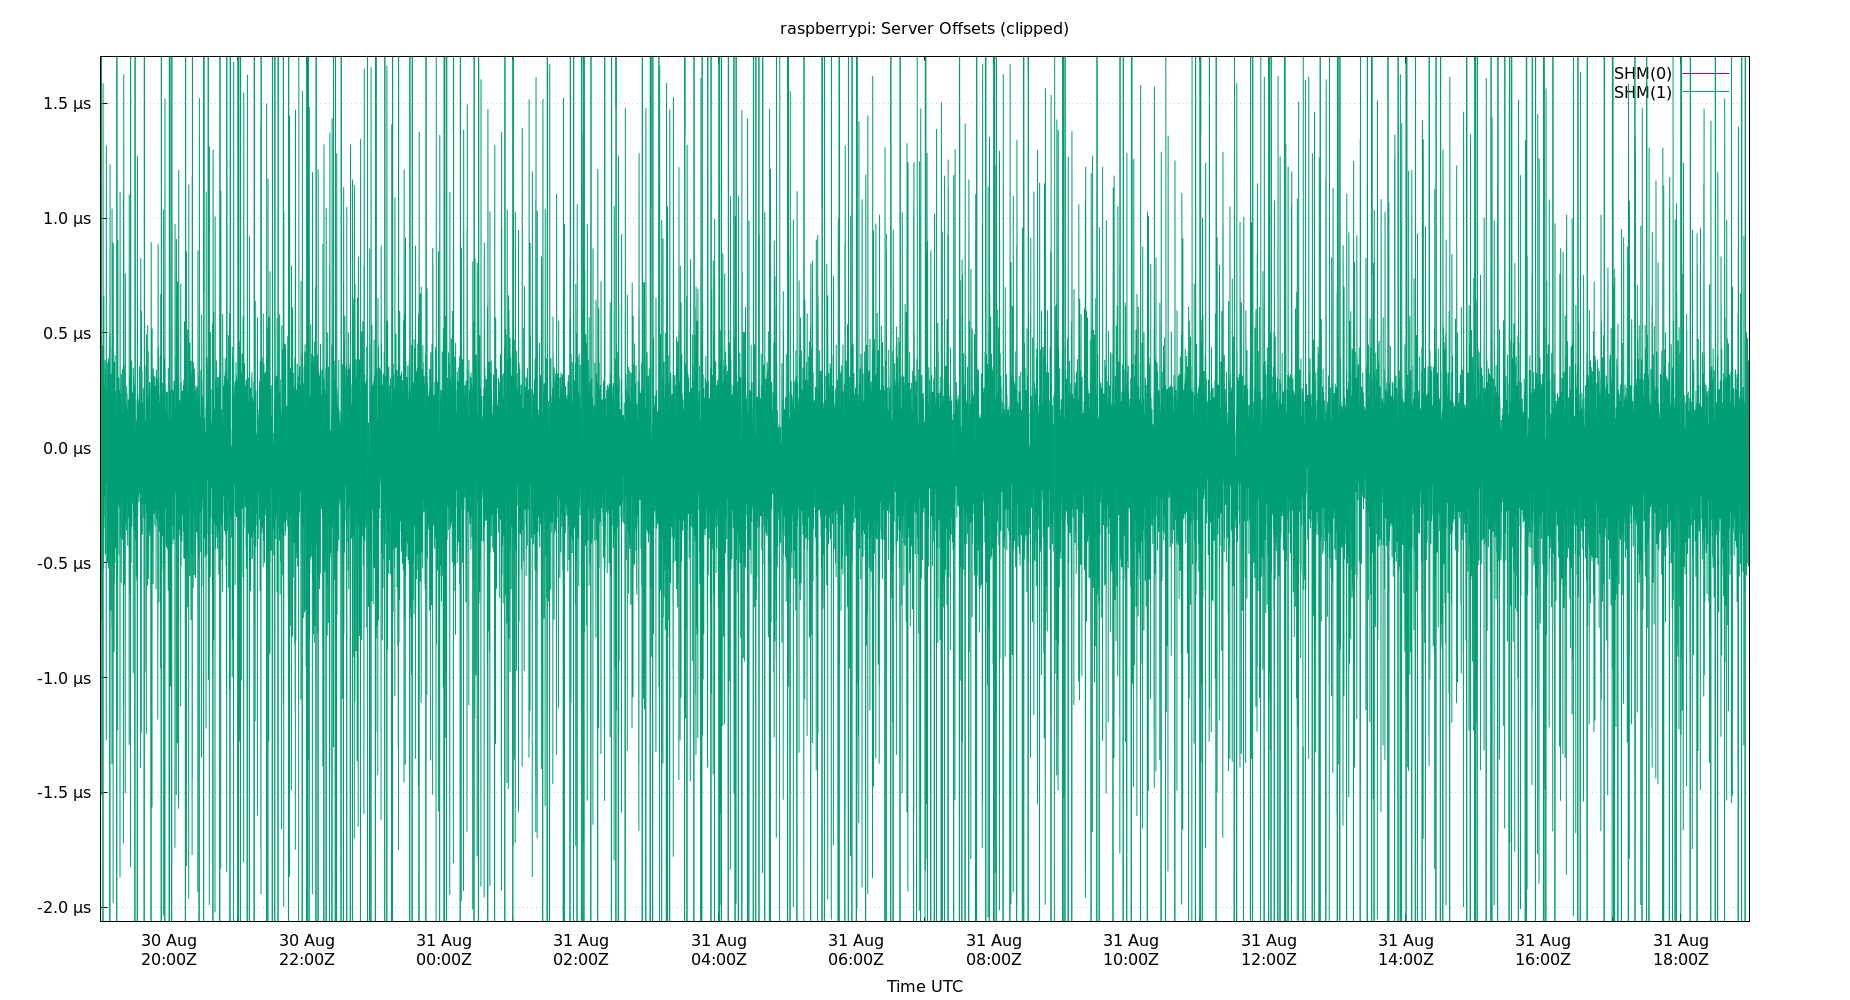 raspberrypi: Server Offsets (clipped)
SHM(0)
SHM(1)
1.5 µs
1.0 µs
0.5 µs
0.0 µs
-0.5 µs
-1.0 µs
-1.5 µs
-2.0 µs
30 Aug 30 Aug 31 Aug 31 Aug 31 Aug 31 Aug 31 Aug 31 Aug 31 Aug 31 Aug 31 Aug 31 Aug
20:00Z 22:00Z 00:00Z 02:00Z 04:00Z 06:00Z 08:00Z 10:00Z 12:00Z 14:00Z 16:00Z 18:00Z
Time UTC